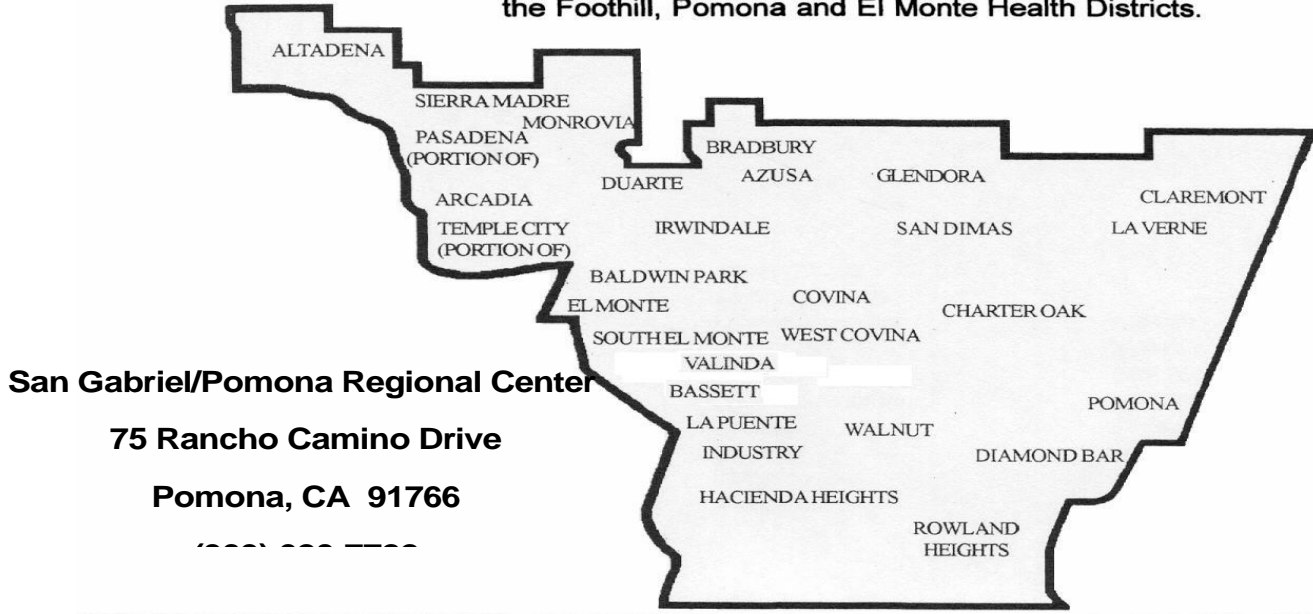 the Foothill, Pomona and El Monte Health Districts.
ALTADENA
SIERRA MADRE
MONROVIA
PASADENA
(PORTION OF)
BRADBURY
DUARTE
AZUSA
GLENDORA
CLAREMONT
ARCADIA
TEMPLE CITY
(PORTION OF)
IRWINDALE
SAN DIMAS
LA VERNE
BALDWIN PARK
EL MONTE
COVINA
CHARTER OAK
SOUTH EL MONTE
WEST COVINA
VALINDA
BASSETT
POMONA
LA PUENTE
WALNUT
INDUSTRY
DIAMOND BAR
HACIENDA HEIGHTS
ROWLAND
HEIGHTS
San Gabriel/Pomona Regional Center
75 Rancho Camino Drive
Pomona, CA 91766